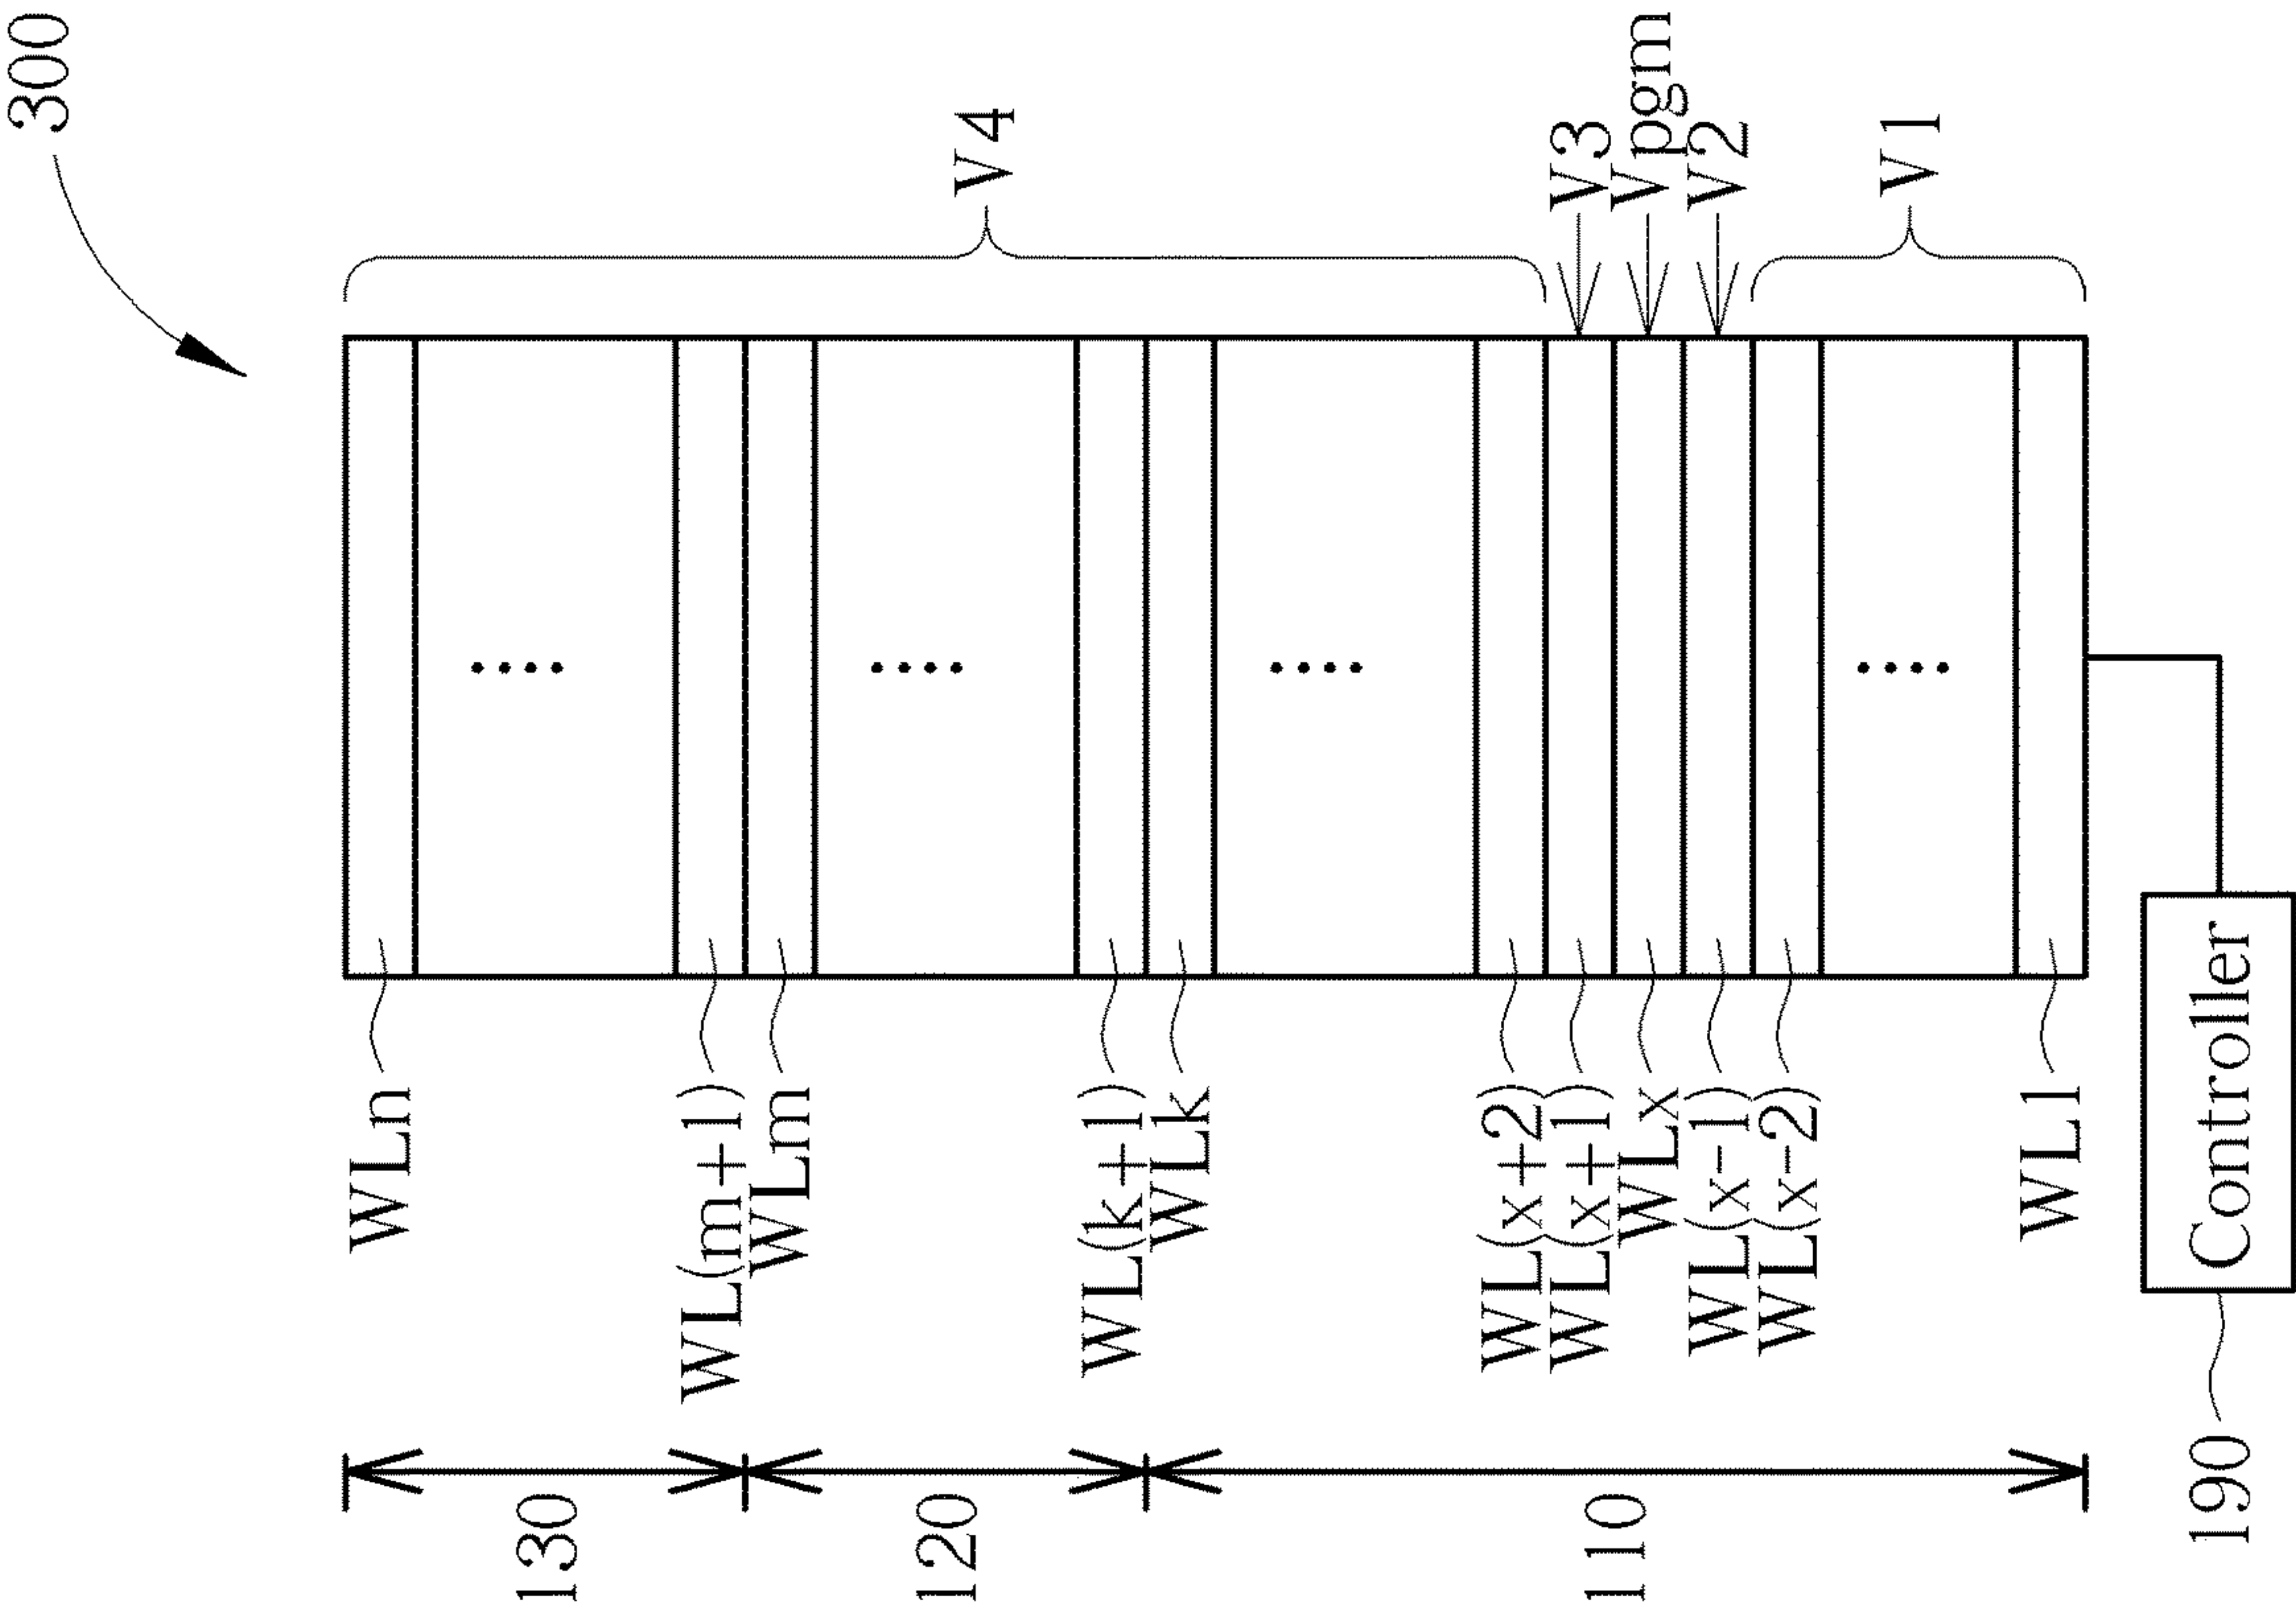 300
V4
V3
Vpgm
V2
V1
WLn
WL(m+1)
WLm
WL(k+1)
WLk
WL(x+2)
WL(x+1)
WLx
WL(x-1)
WL(x-2)
WL1
Controller
130
120
110
190